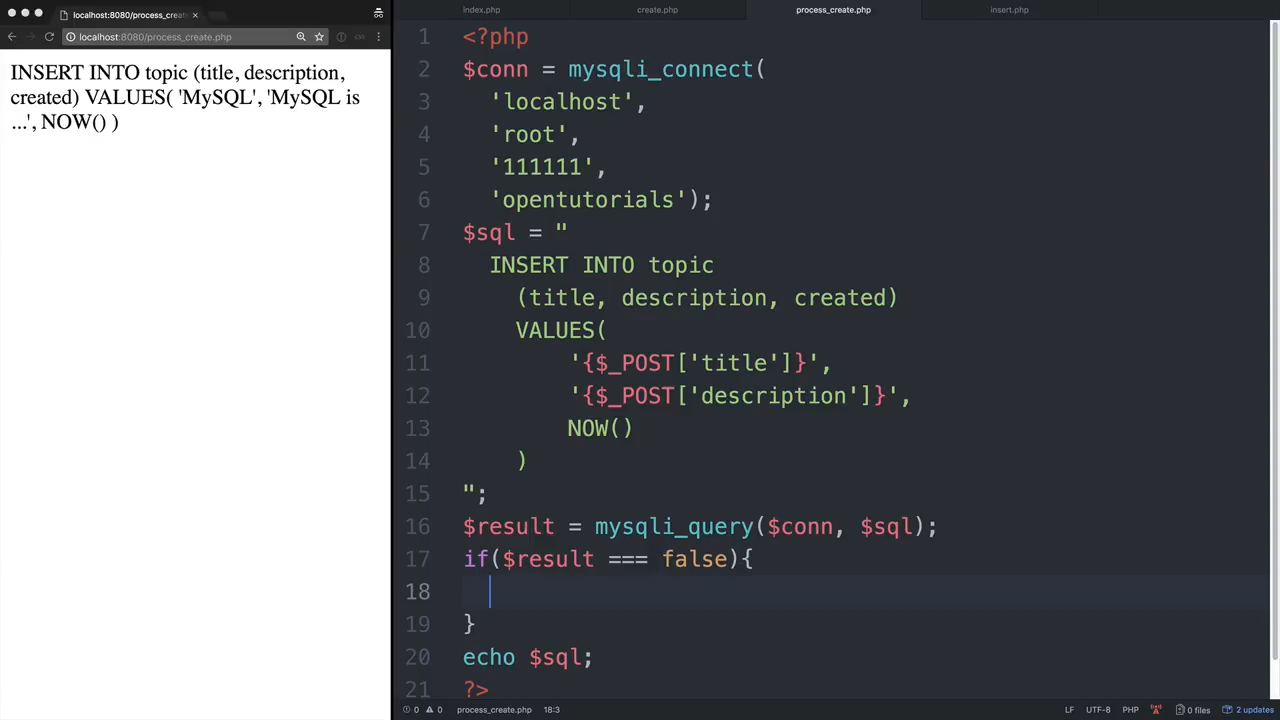 localhost:8080/process_create ×
index.php
create.php
process_create.php
insert.php
localhost:8080/process_create.php
INSERT INTO topic (title, description,
created) VALUES( 'MySQL', 'MySQL is
...', NOW() )
1 <?php
2 $conn = mysqli_connect(
3 'localhost',
4 'root',
5 '111111',
6 'opentutorials');
7 $sql = "
8 INSERT INTO topic
9 (title, description, created)
10 VALUES(
11 '{$_POST['title']}',
12 '{$_POST['description']}',
13 NOW()
14 )
15 ";
16 $result = mysqli_query($conn, $sql);
17 if($result === false){
18
19 }
20 echo $sql;
21 ?>
0 0 process_create.php 18:3
LF UTF-8 PHP 0 files 2 updates